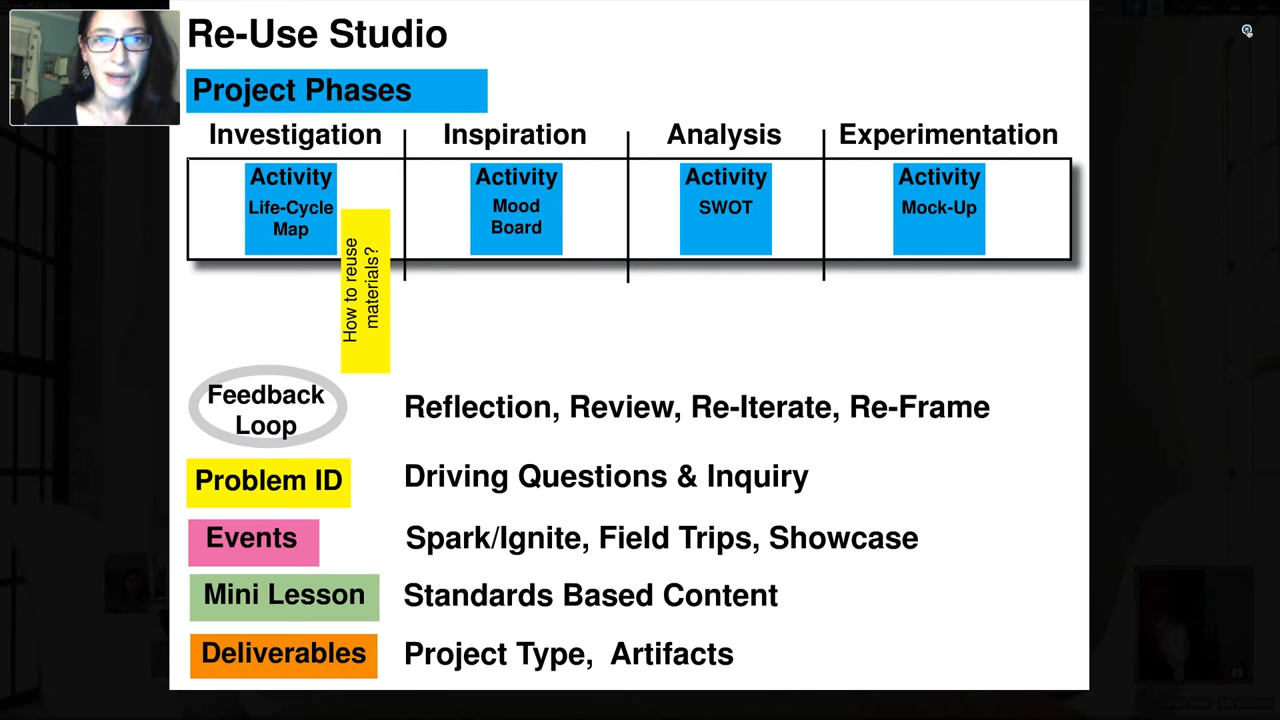 Re-Use Studio
Project Phases
Investigation
Inspiration
Analysis
Experimentation
Activity
Life-Cycle
Map
Activity
Mood
Board
Activity
SWOT
Activity
Mock-Up
How to reuse
materials?
Feedback
Loop
Reflection, Review, Re-Iterate, Re-Frame
Problem ID
Driving Questions & Inquiry
Events
Spark/Ignite, Field Trips, Showcase
Mini Lesson
Standards Based Content
Deliverables
Project Type, Artifacts